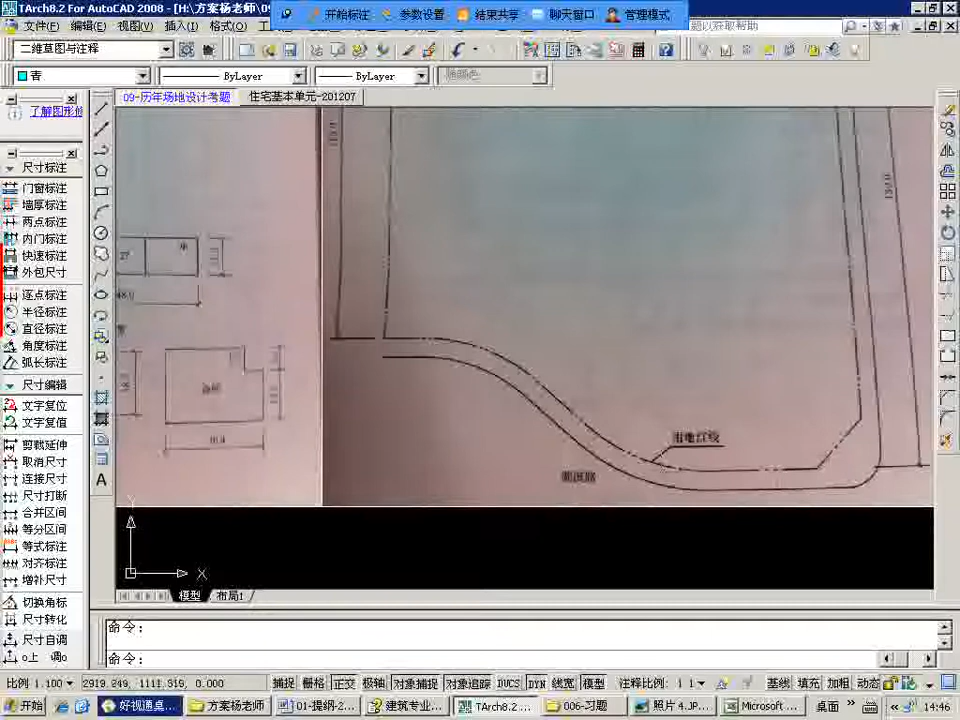 TArch8.2 For AutoCAD 2008 - [H:\方案杨老师\09
开始标注 参数设置 结束共享 聊天窗口 管理模式
文件(F) 编辑(E) 视图(V) 插入(I) 格式(O)
二维草图与注释
青 ByLayer ByLayer
09-历年场地设计考题 住宅基本单元-201207
了解图形修
尺寸标注
门窗标注
墙厚标注
两点标注
内门标注
快速标注
外包尺寸
逐点标注
半径标注
直径标注
角度标注
弧长标注
尺寸编辑
文字复位
文字复值
剪裁延伸
取消尺寸
连接尺寸
尺寸打断
合并区间
等分区间
等式标注
对齐标注
增补尺寸
切换角标
尺寸转化
尺寸自调
上 调
48.0
用地红线
Y
X
模型 布局1
命令:
命令:
比例 1:100 2919.249, 1111.319, 0.000 捕捉 栅格 正交 极轴 对象捕捉 对象追踪 DUCS DYN 线宽 模型 注释比例: 1:1 基线 填充 加粗 动态
开始 好视通桌... 方案杨老师 01-提纲-2... 建筑专业... TArch8.2 ... 006-习题 照片 4.JP... Microsoft ... 桌面 14:46